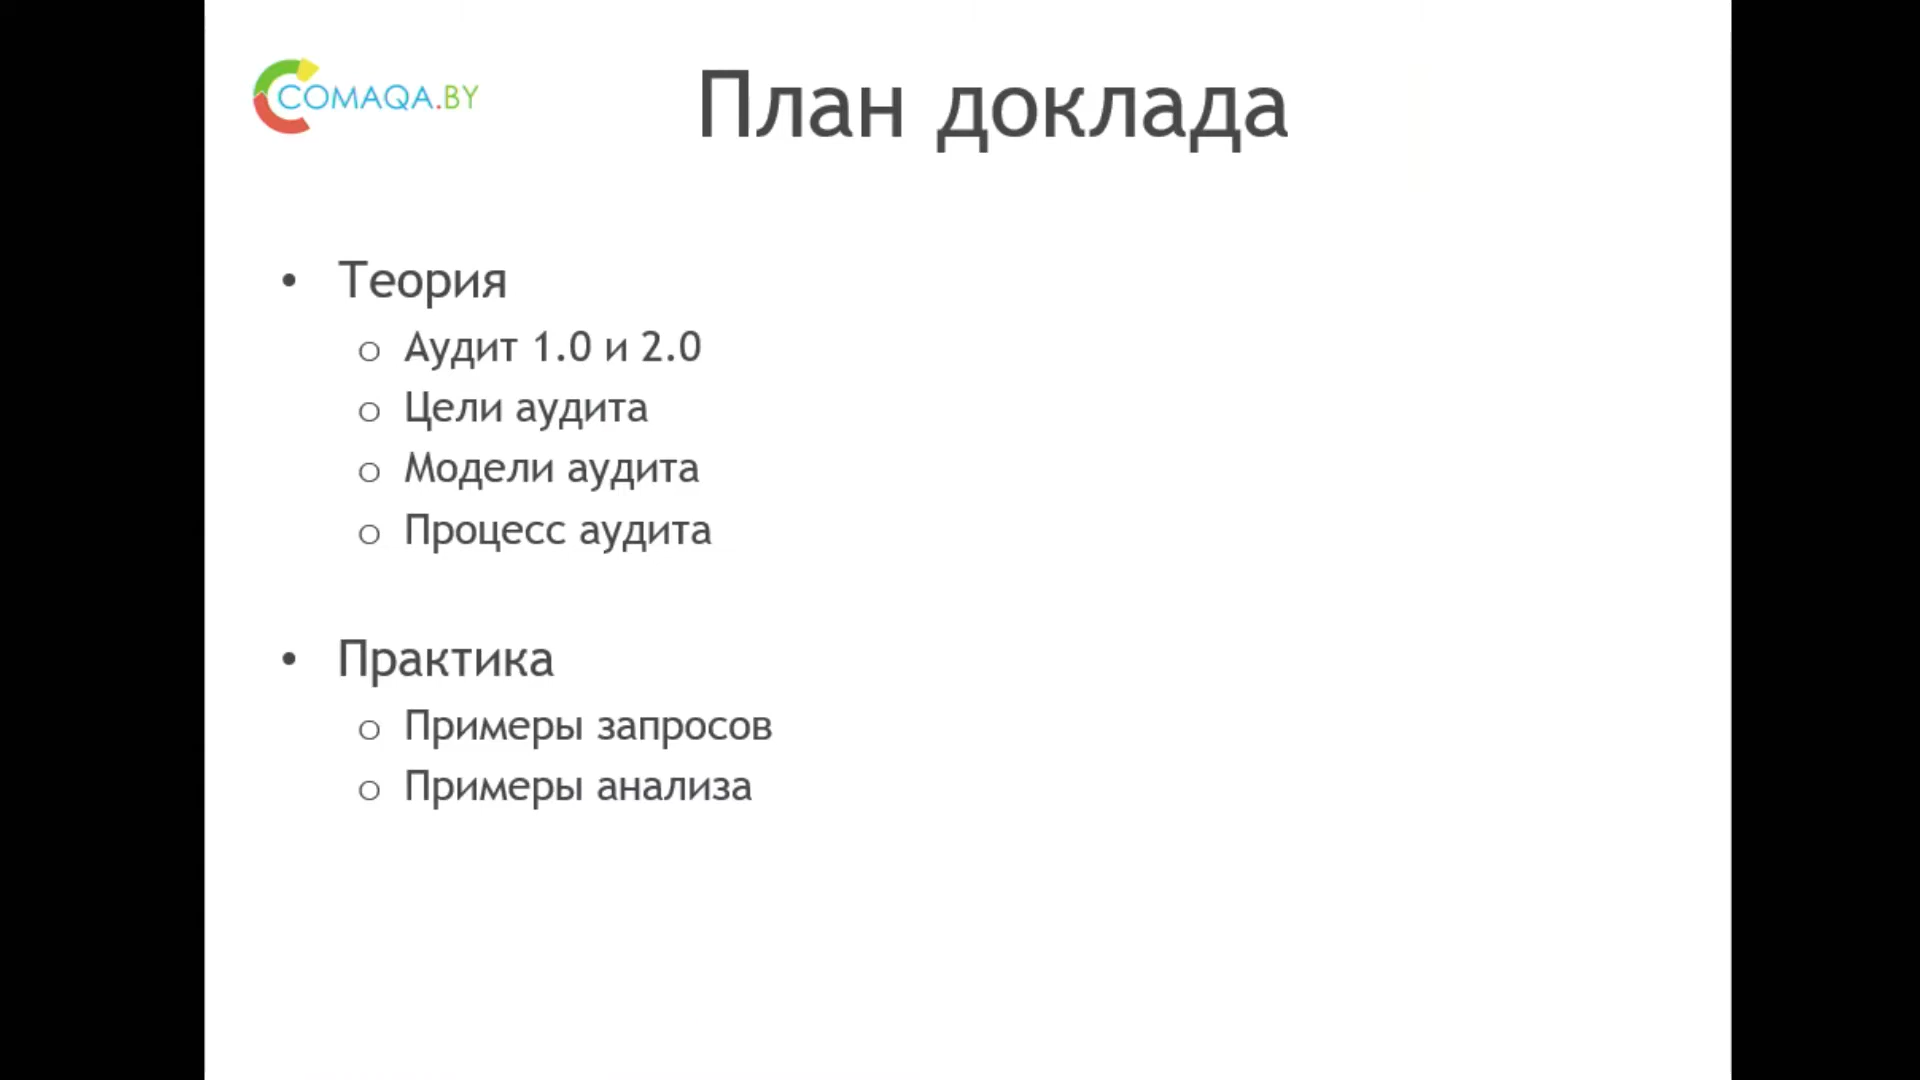 COMAQA.BY
План доклада
• Теория
o Аудит 1.0 и 2.0
o Цели аудита
o Модели аудита
o Процесс аудита
• Практика
o Примеры запросов
o Примеры анализа